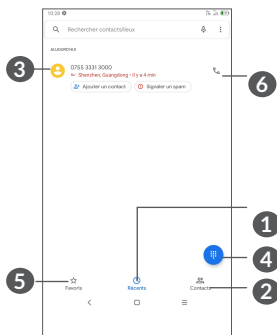 10:29
Rechercher contacts/lieux
AUJOURD'HUI
0755 3331 3000
Shenzhen, Guangdong • Il y a 4 min
Ajouter un contact
Signaler un spam
3
6
1
4
5
2
Favoris
Récents
Contacts